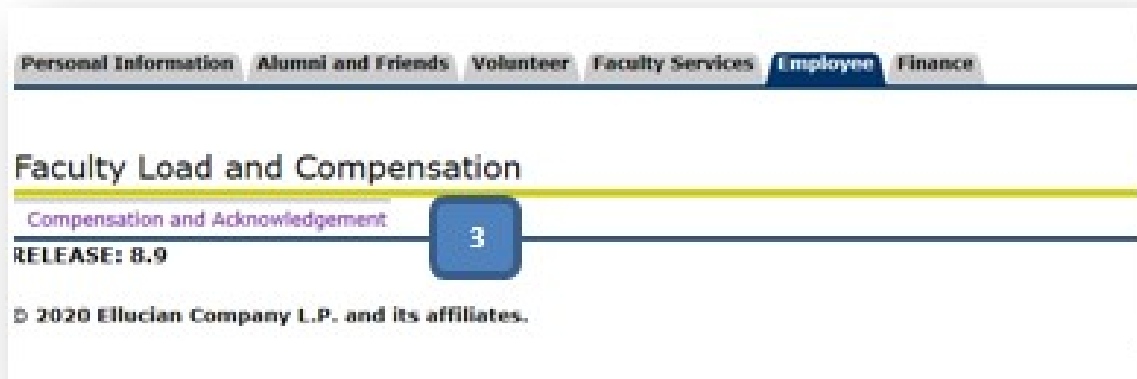 Personal Information Alumni and Friends Volunteer Faculty Services Employee Finance
Faculty Load and Compensation
Compensation and Acknowledgement
3
RELEASE: 8.9
© 2020 Ellucian Company L.P. and its affiliates.